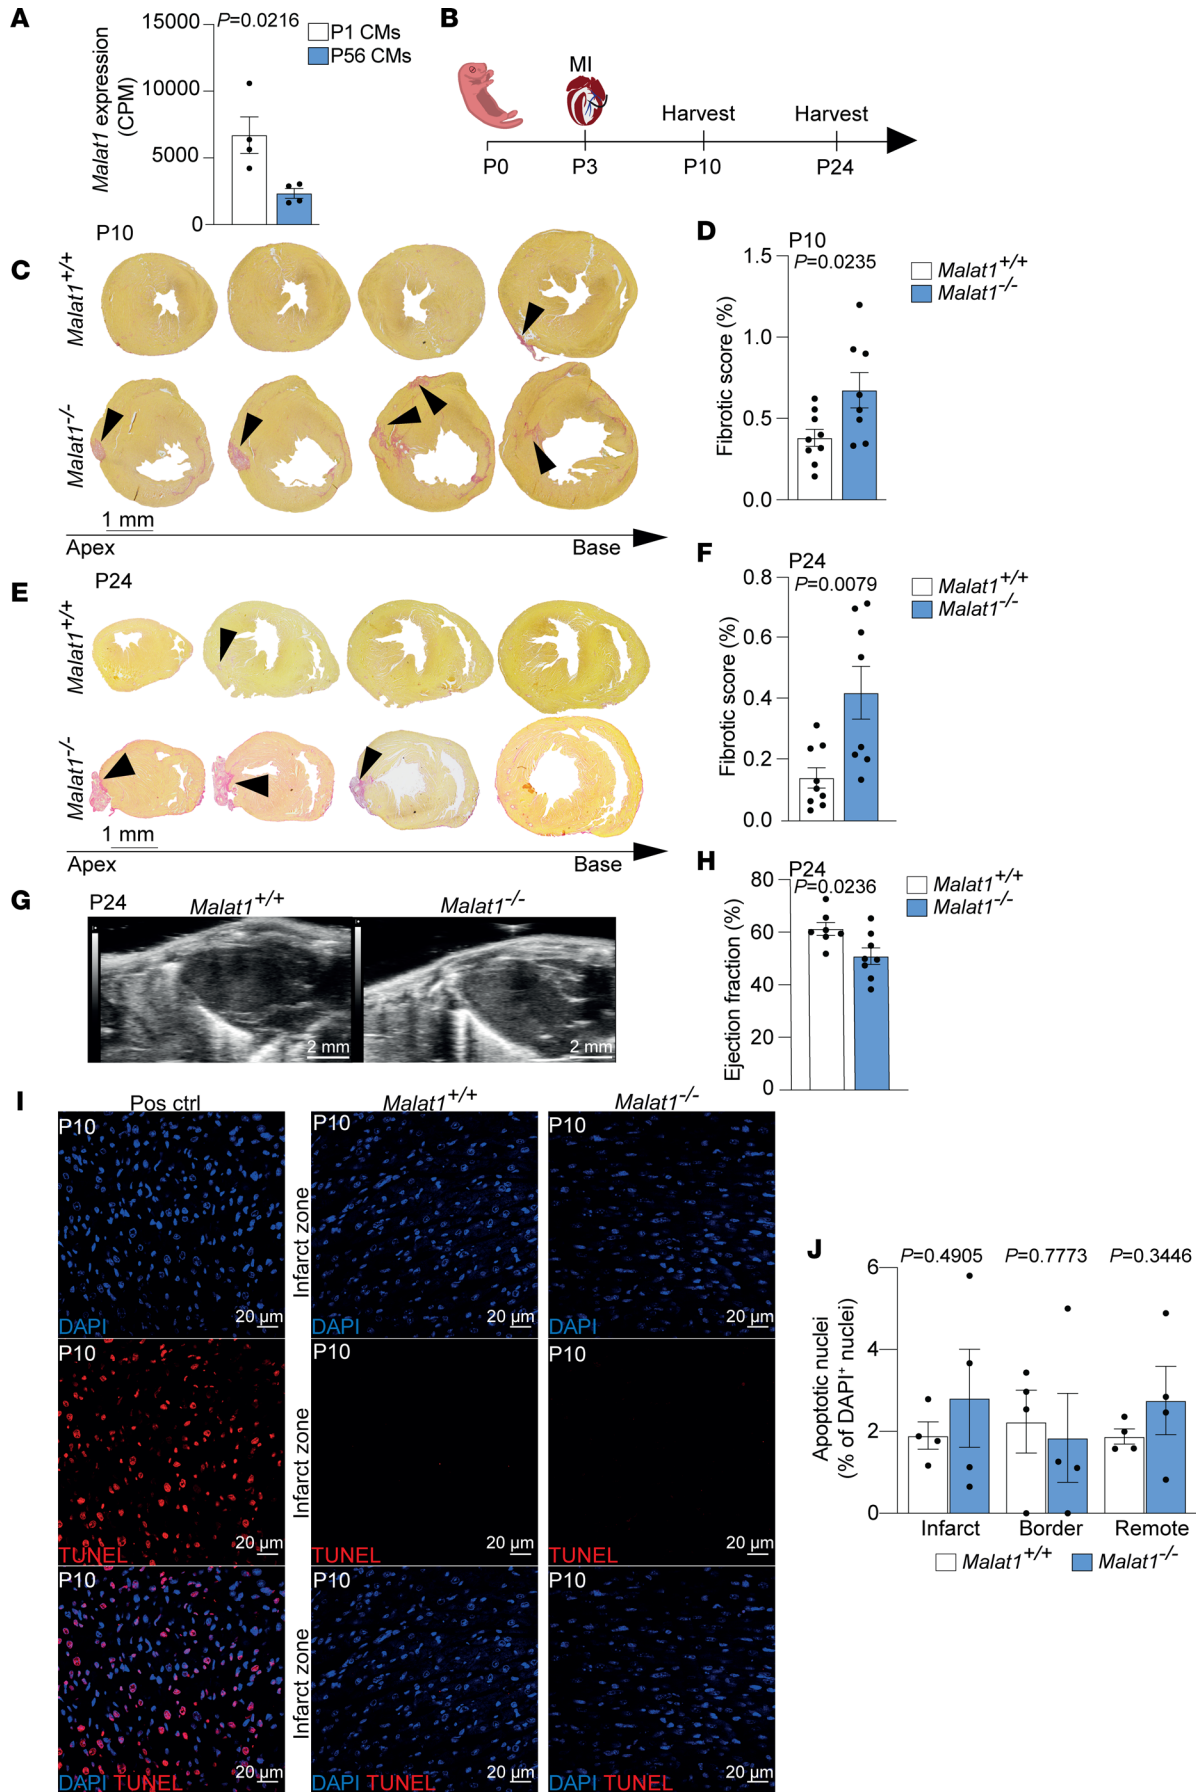 A
Malat1 expression
(CPM)
15000
10000
5000
0
P=0.0216
P1 CMs
P56 CMs
B
MI
Harvest
Harvest
P0
P3
P10
P24
C
P10
Malat1+/+
Malat1-/-
1 mm
Apex
Base
D
P10
P=0.0235
Fibrotic score (%)
1.5
1.0
0.5
0.0
Malat1+/+
Malat1-/-
E
P24
Malat1+/+
Malat1-/-
1 mm
Apex
Base
F
P24
P=0.0079
Fibrotic score (%)
0.8
0.6
0.4
0.2
0.0
Malat1+/+
Malat1-/-
G
P24
Malat1+/+
Malat1-/-
2 mm
2 mm
H
P24
P=0.0236
Ejection fraction (%)
80
60
40
20
0
Malat1+/+
Malat1-/-
I
Pos ctrl
Malat1+/+
Malat1-/-
P10
DAPI
20 µm
Infarct zone
P10
DAPI
20 µm
P10
DAPI
20 µm
P10
TUNEL
20 µm
Infarct zone
P10
TUNEL
20 µm
P10
TUNEL
20 µm
P10
DAPI TUNEL
20 µm
Infarct zone
P10
DAPI TUNEL
20 µm
P10
DAPI TUNEL
20 µm
J
P=0.4905
P=0.7773
P=0.3446
Apoptotic nuclei
(% of DAPI+ nuclei)
6
4
2
0
Infarct
Border
Remote
Malat1+/+
Malat1-/-